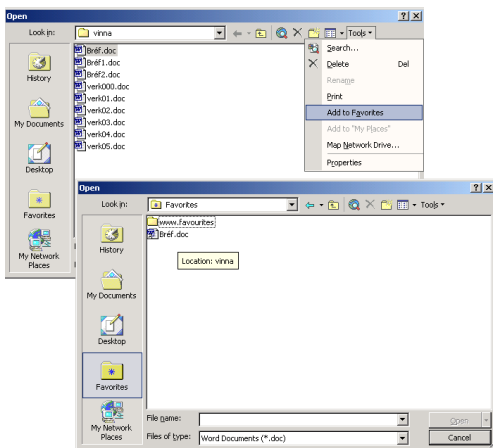 Open
Look in: vinna Tools
Bréf.doc
Bréf1.doc
Bréf2.doc
verk000.doc
verk01.doc
verk02.doc
verk03.doc
verk04.doc
verk05.doc
History
My Documents
Desktop
Favorites
My Network
Places
Search...
Delete Del
Rename
Print
Add to Favorites
Add to "My Places"
Map Network Drive...
Properties
Open
Look in: Favorites Tools
www.favourites
Bréf.doc
Location: vinna
History
My Documents
Desktop
Favorites
My Network
Places
File name:
Open
Files of type: Word Documents (*.doc)
Cancel